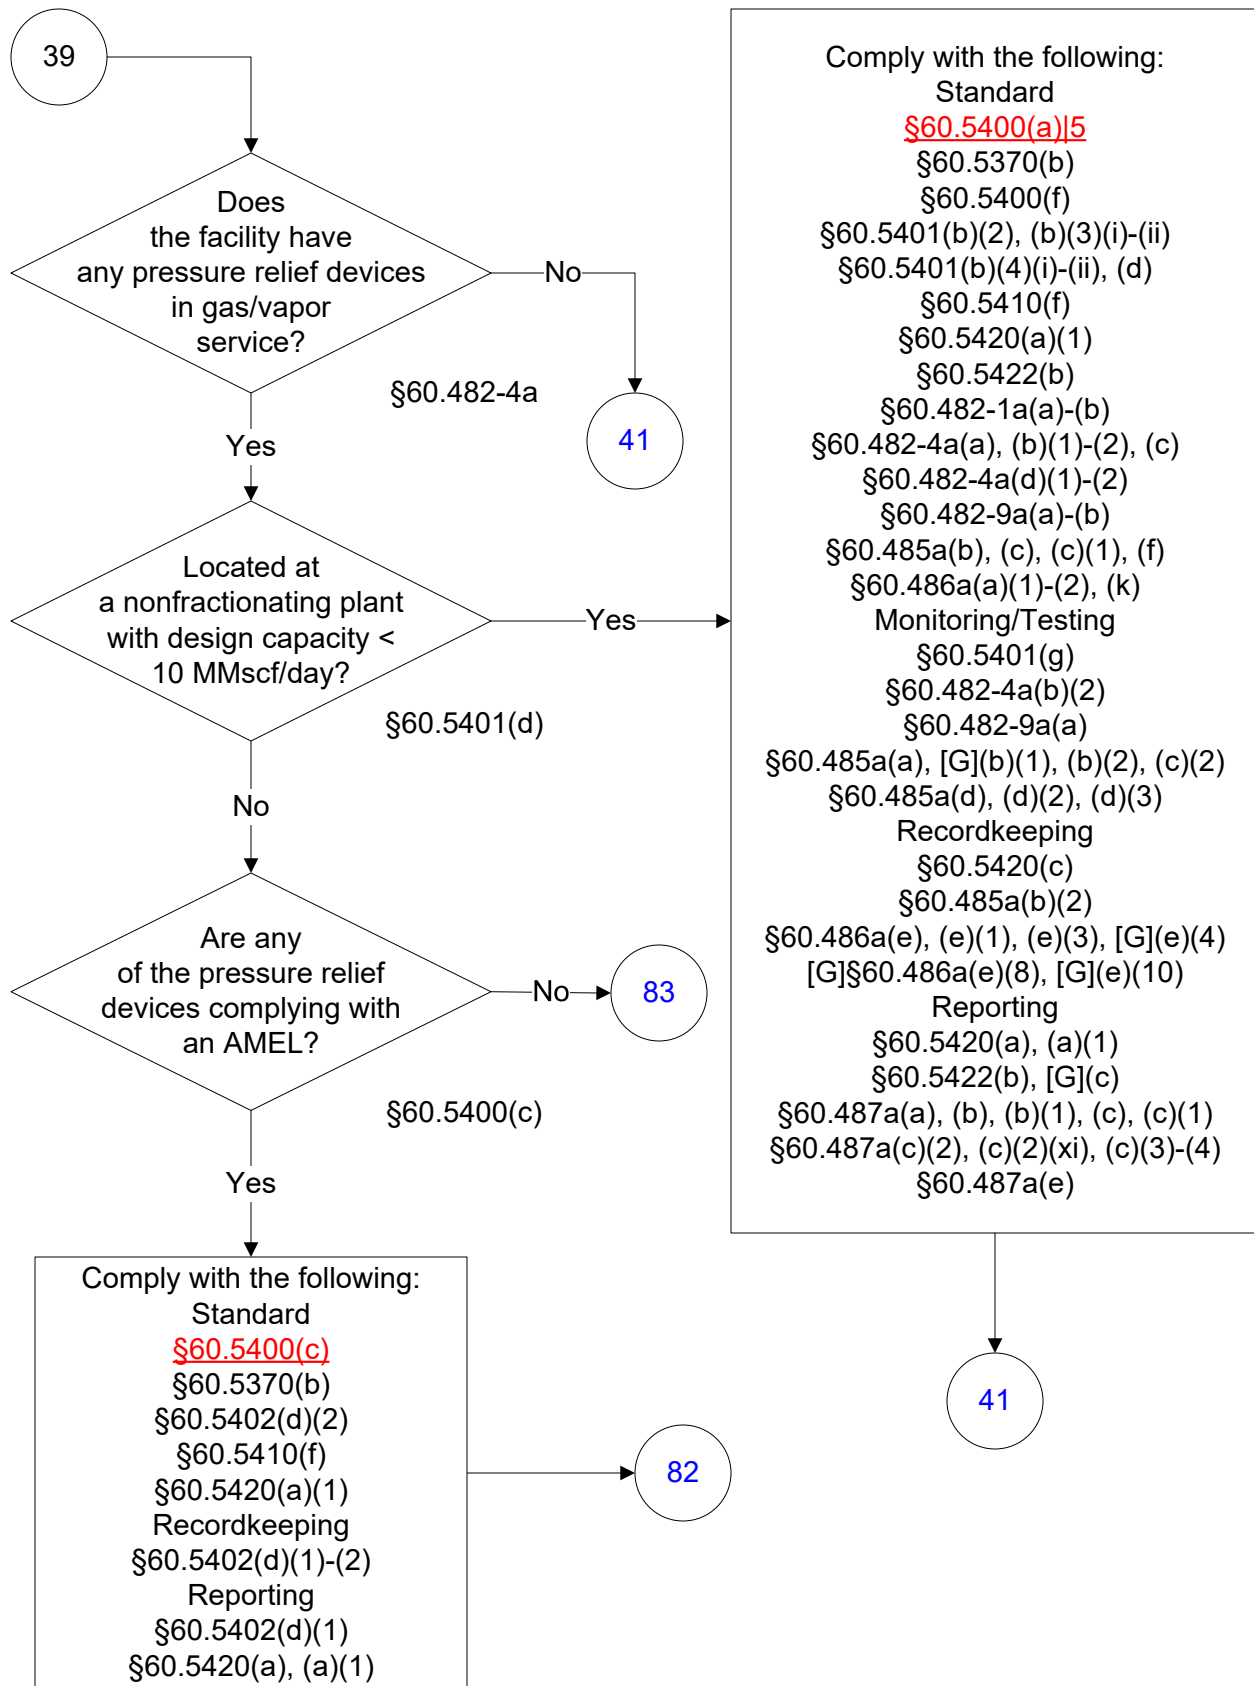 39
Does
the facility have
any pressure relief devices
in gas/vapor
service?
No
§60.482-4a
41
Yes
Located at
a nonfractionating plant
with design capacity <
10 MMscf/day?
Yes
§60.5401(d)
No
Are any
of the pressure relief
devices complying with
an AMEL?
No
83
§60.5400(c)
Yes
Comply with the following:
Standard
§60.5400(c)
§60.5370(b)
§60.5402(d)(2)
§60.5410(f)
§60.5420(a)(1)
Recordkeeping
§60.5402(d)(1)-(2)
Reporting
§60.5402(d)(1)
§60.5420(a), (a)(1)
82
Comply with the following:
Standard
§60.5400(a)|5
§60.5370(b)
§60.5400(f)
§60.5401(b)(2), (b)(3)(i)-(ii)
§60.5401(b)(4)(i)-(ii), (d)
§60.5410(f)
§60.5420(a)(1)
§60.5422(b)
§60.482-1a(a)-(b)
§60.482-4a(a), (b)(1)-(2), (c)
§60.482-4a(d)(1)-(2)
§60.482-9a(a)-(b)
§60.485a(b), (c), (c)(1), (f)
§60.486a(a)(1)-(2), (k)
Monitoring/Testing
§60.5401(g)
§60.482-4a(b)(2)
§60.482-9a(a)
§60.485a(a), [G](b)(1), (b)(2), (c)(2)
§60.485a(d), (d)(2), (d)(3)
Recordkeeping
§60.5420(c)
§60.485a(b)(2)
§60.486a(e), (e)(1), (e)(3), [G](e)(4)
[G]§60.486a(e)(8), [G](e)(10)
Reporting
§60.5420(a), (a)(1)
§60.5422(b), [G](c)
§60.487a(a), (b), (b)(1), (c), (c)(1)
§60.487a(c)(2), (c)(2)(xi), (c)(3)-(4)
§60.487a(e)
41